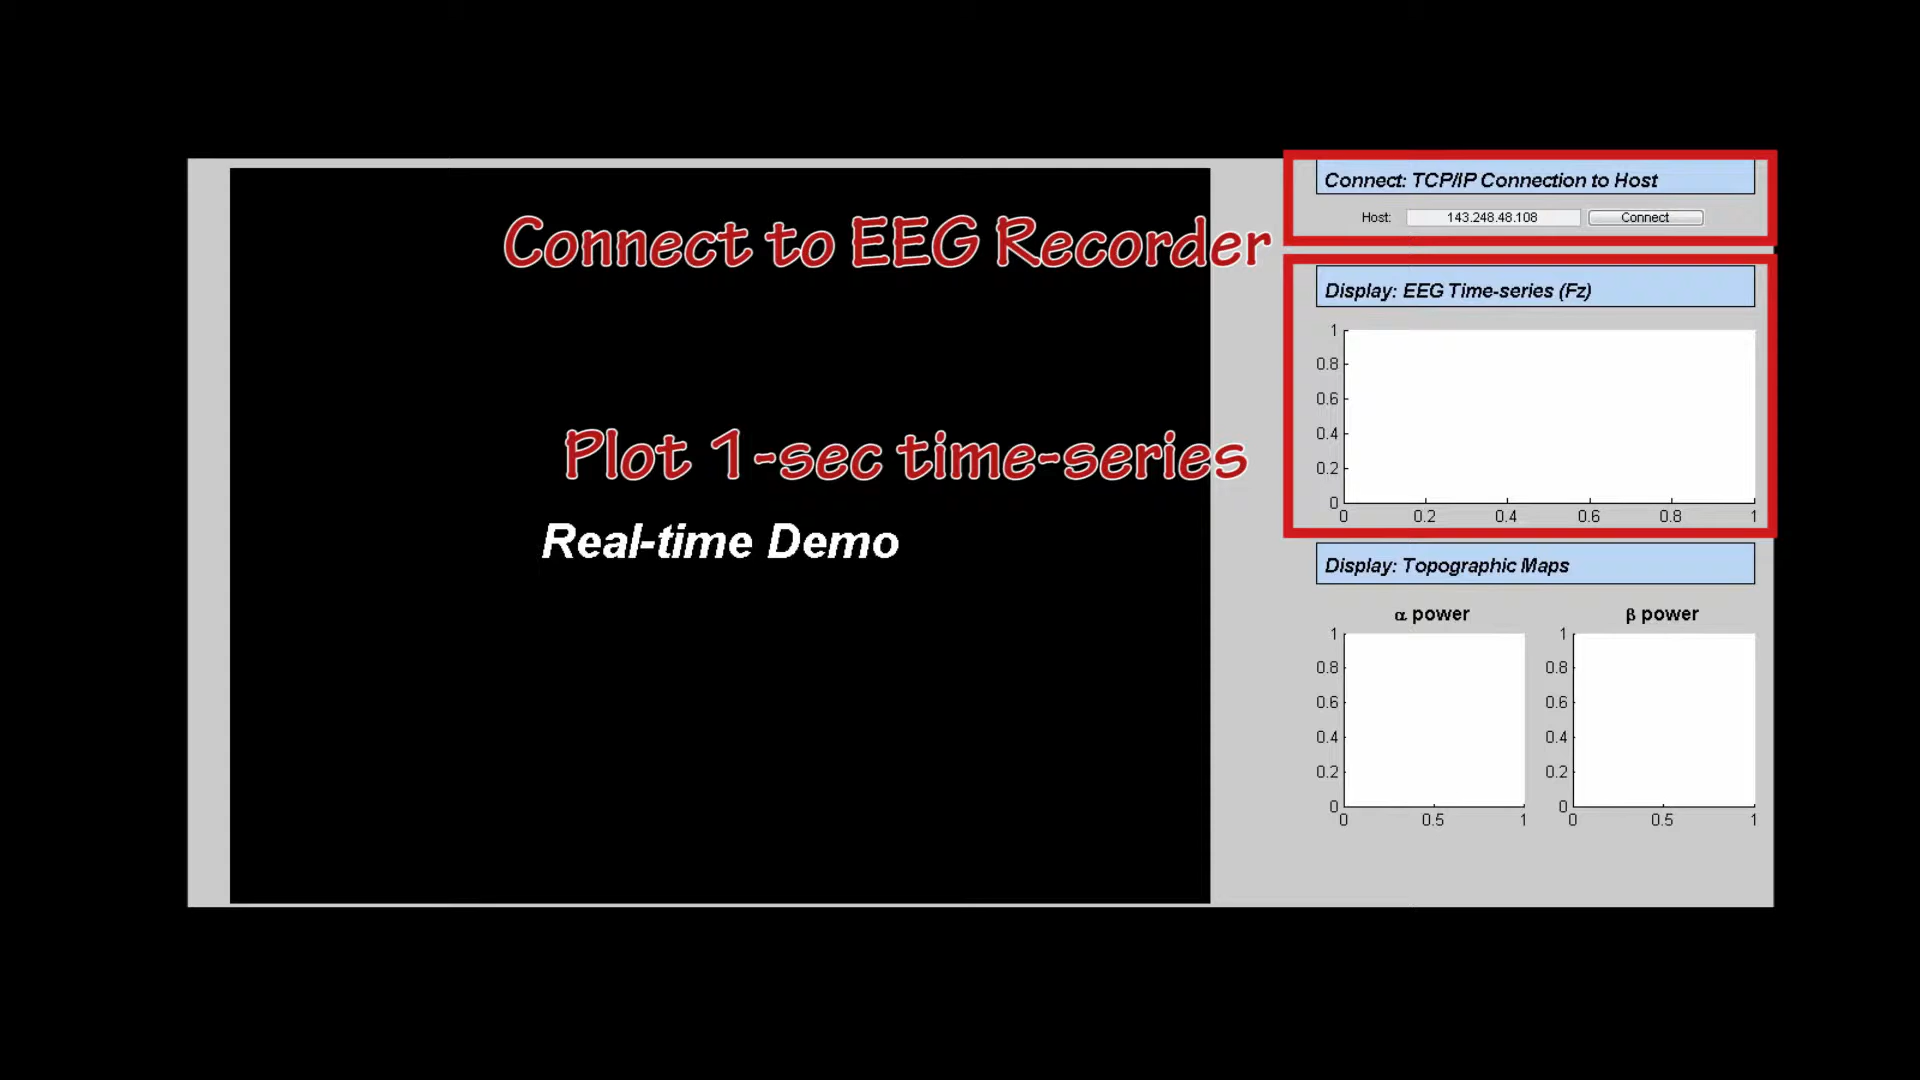 Connect to EEG Recorder
Plot 1-sec time-series
Real-time Demo
Connect: TCP/IP Connection to Host
Host: 143.248.48.108 Connect
Display: EEG Time-series (Fz)
1
0.8
0.6
0.4
0.2
0
0 0.2 0.4 0.6 0.8 1
Display: Topographic Maps
α power
1
0.8
0.6
0.4
0.2
0
0 0.5 1
β power
1
0.8
0.6
0.4
0.2
0
0 0.5 1